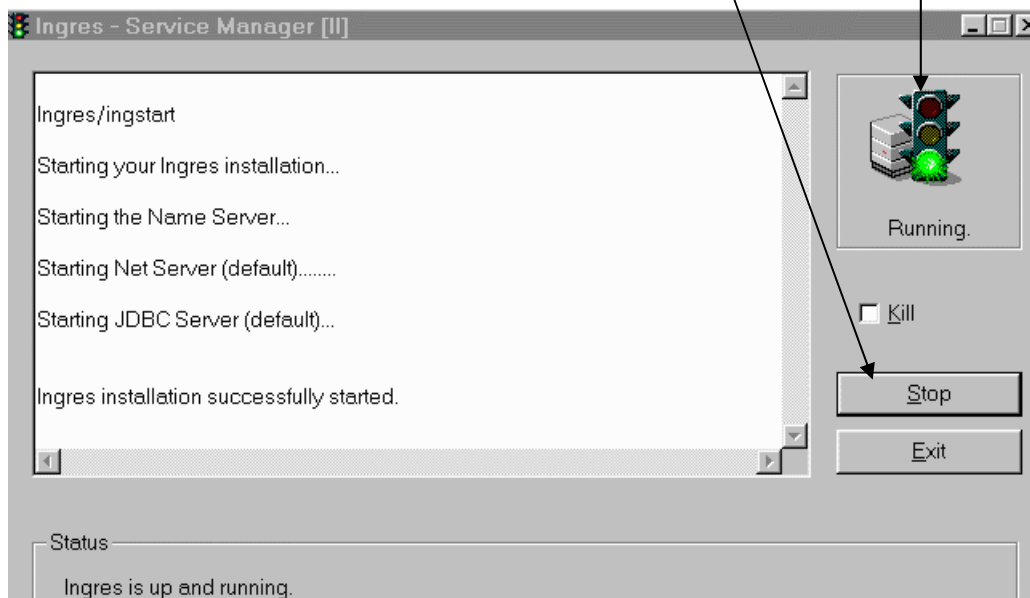 Ingres - Service Manager [II]
Ingres/ingstart
Starting your Ingres installation...
Starting the Name Server...
Starting Net Server (default)........
Starting JDBC Server (default)...
Ingres installation successfully started.
Running.
Kill
Stop
Exit
Status
Ingres is up and running.